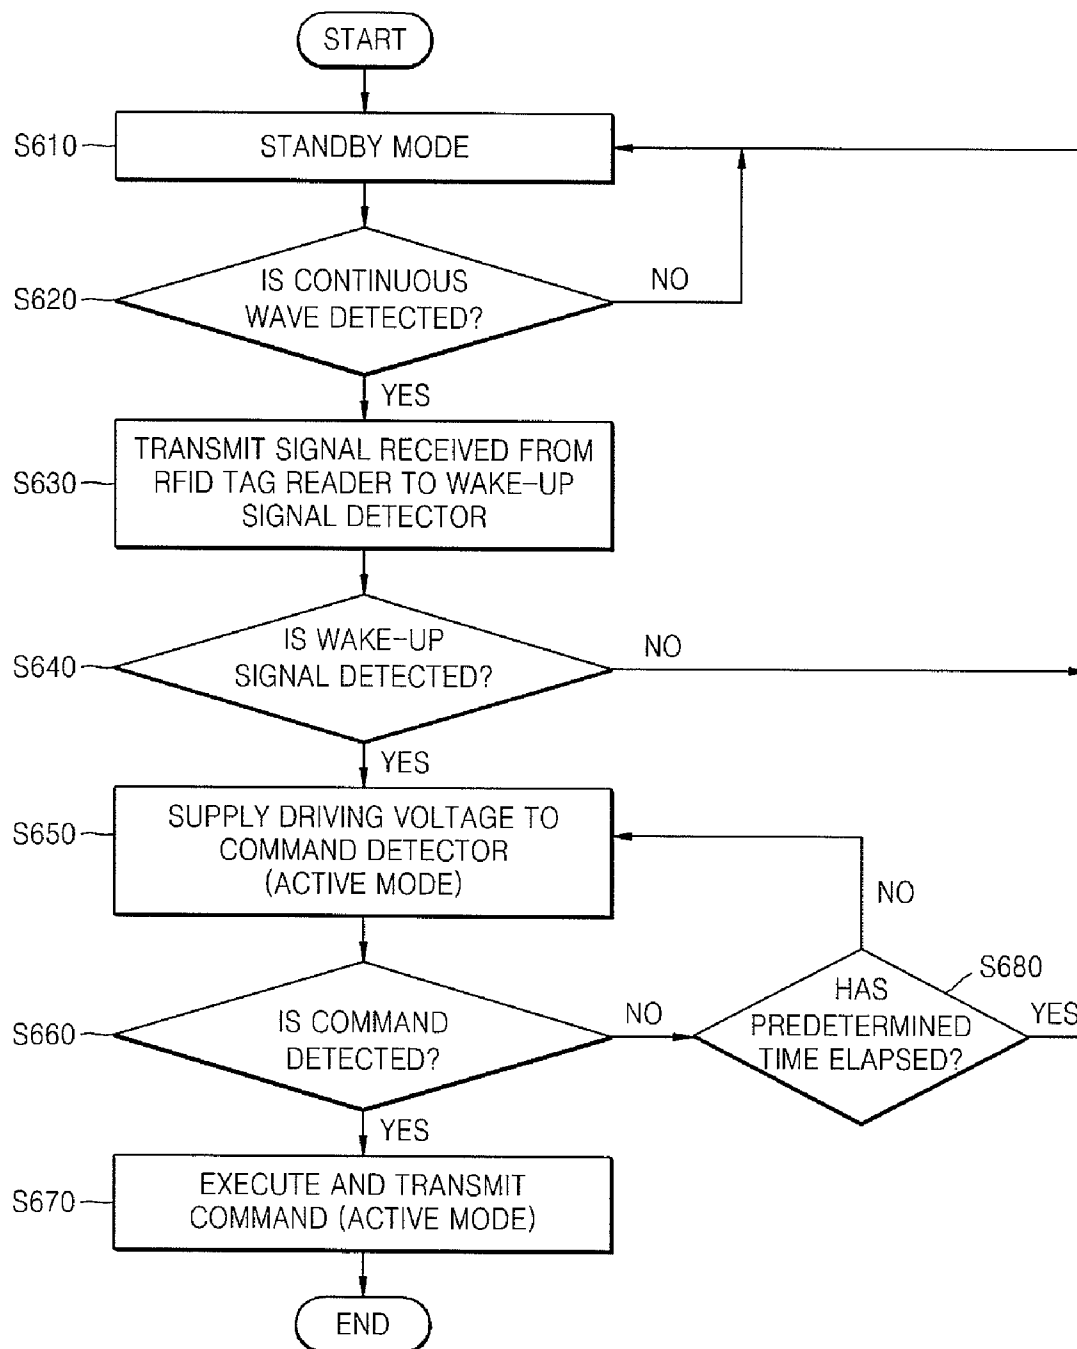 START
S610
STANDBY MODE
S620
IS CONTINUOUS
WAVE DETECTED?
NO
YES
S630
TRANSMIT SIGNAL RECEIVED FROM
RFID TAG READER TO WAKE-UP
SIGNAL DETECTOR
S640
IS WAKE-UP
SIGNAL DETECTED?
NO
YES
S650
SUPPLY DRIVING VOLTAGE TO
COMMAND DETECTOR
(ACTIVE MODE)
NO
S660
IS COMMAND
DETECTED?
NO
S680
HAS
PREDETERMINED
TIME ELAPSED?
YES
YES
S670
EXECUTE AND TRANSMIT
COMMAND (ACTIVE MODE)
END